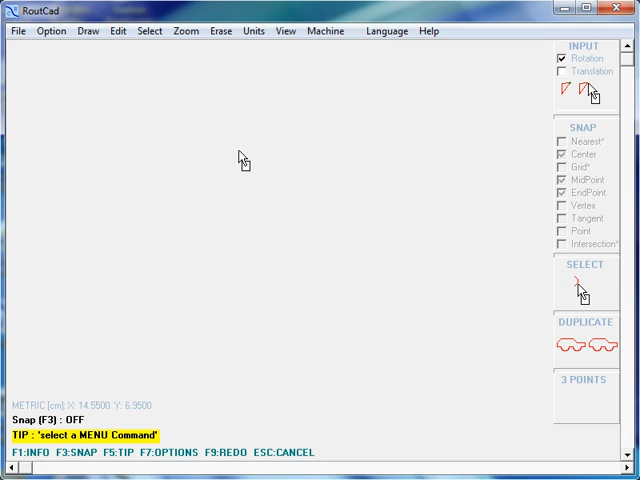 RoutCad
File Option Draw Edit Select Zoom Erase Units View Machine Language Help
INPUT
Rotation
Translation
SNAP
Nearest*
Center
Grid*
MidPoint
EndPoint
Vertex
Tangent
Point
Intersection*
SELECT
DUPLICATE
3 POINTS
METRIC [cm]: X: 14.5500 Y: 6.9500
Snap (F3) : OFF
TIP : 'select a MENU Command'
F1:INFO F3:SNAP F5:TIP F7:OPTIONS F9:REDO ESC:CANCEL